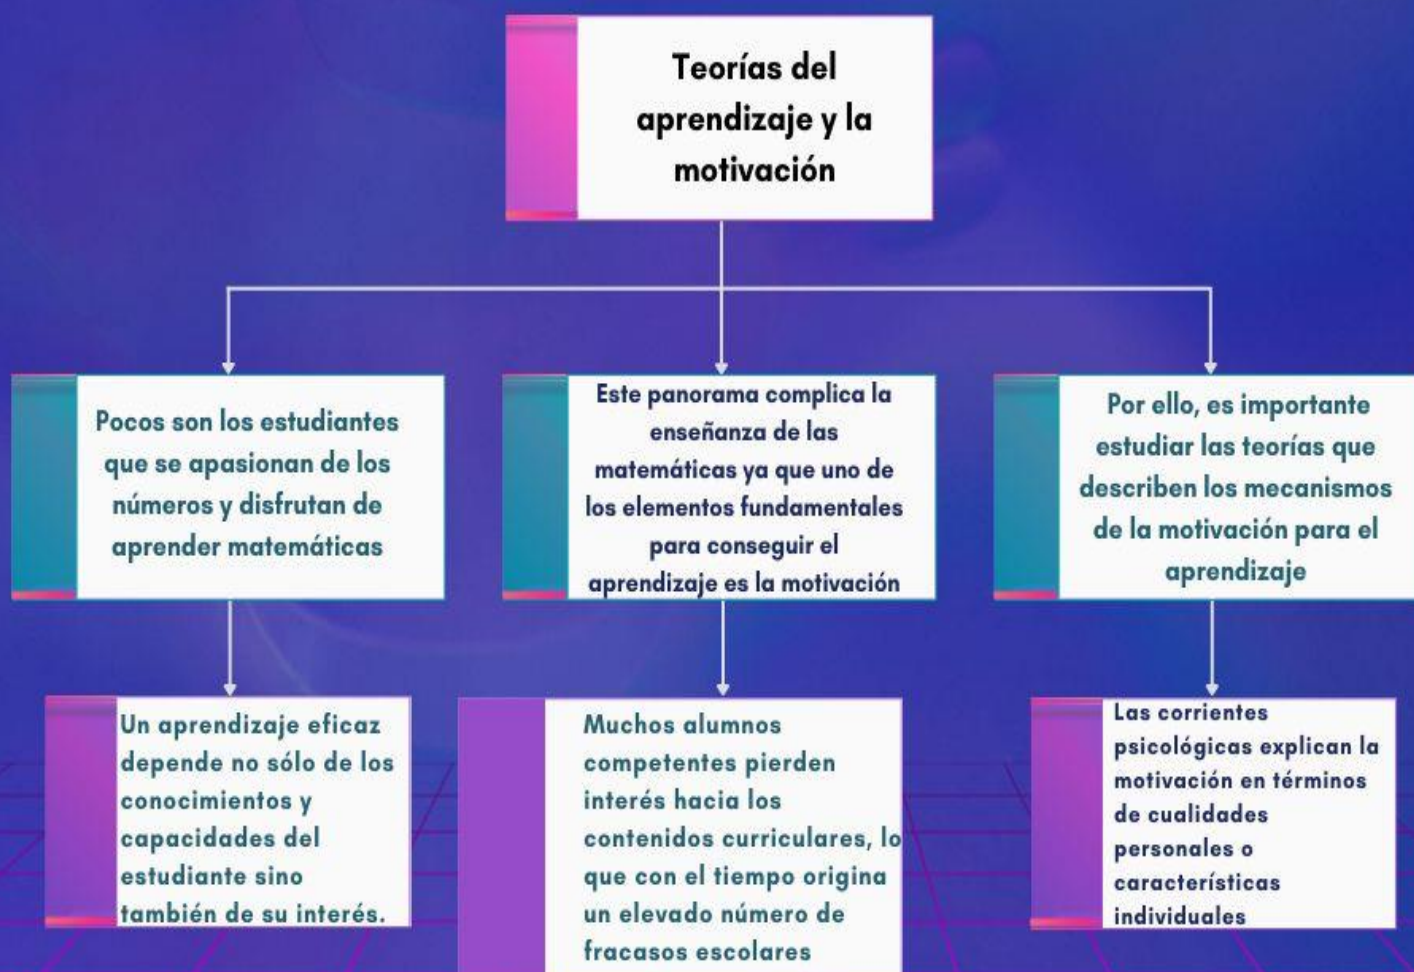 Teorías del
aprendizaje y la
motivación
Pocos son los estudiantes
que se apasionan de los
números y disfrutan de
aprender matemáticas
Este panorama complica la
enseñanza de las
matemáticas ya que uno de
los elementos fundamentales
para conseguir el
aprendizaje es la motivación
Por ello, es importante
estudiar las teorías que
describen los mecanismos
de la motivación para el
aprendizaje
Un aprendizaje eficaz
depende no sólo de los
conocimientos y
capacidades del
estudiante sino
también de su interés.
Muchos alumnos
competentes pierden
interés hacia los
contenidos curriculares, lo
que con el tiempo origina
un elevado número de
fracasos escolares
Las corrientes
psicológicas explican la
motivación en términos
de cualidades
personales o
características
individuales